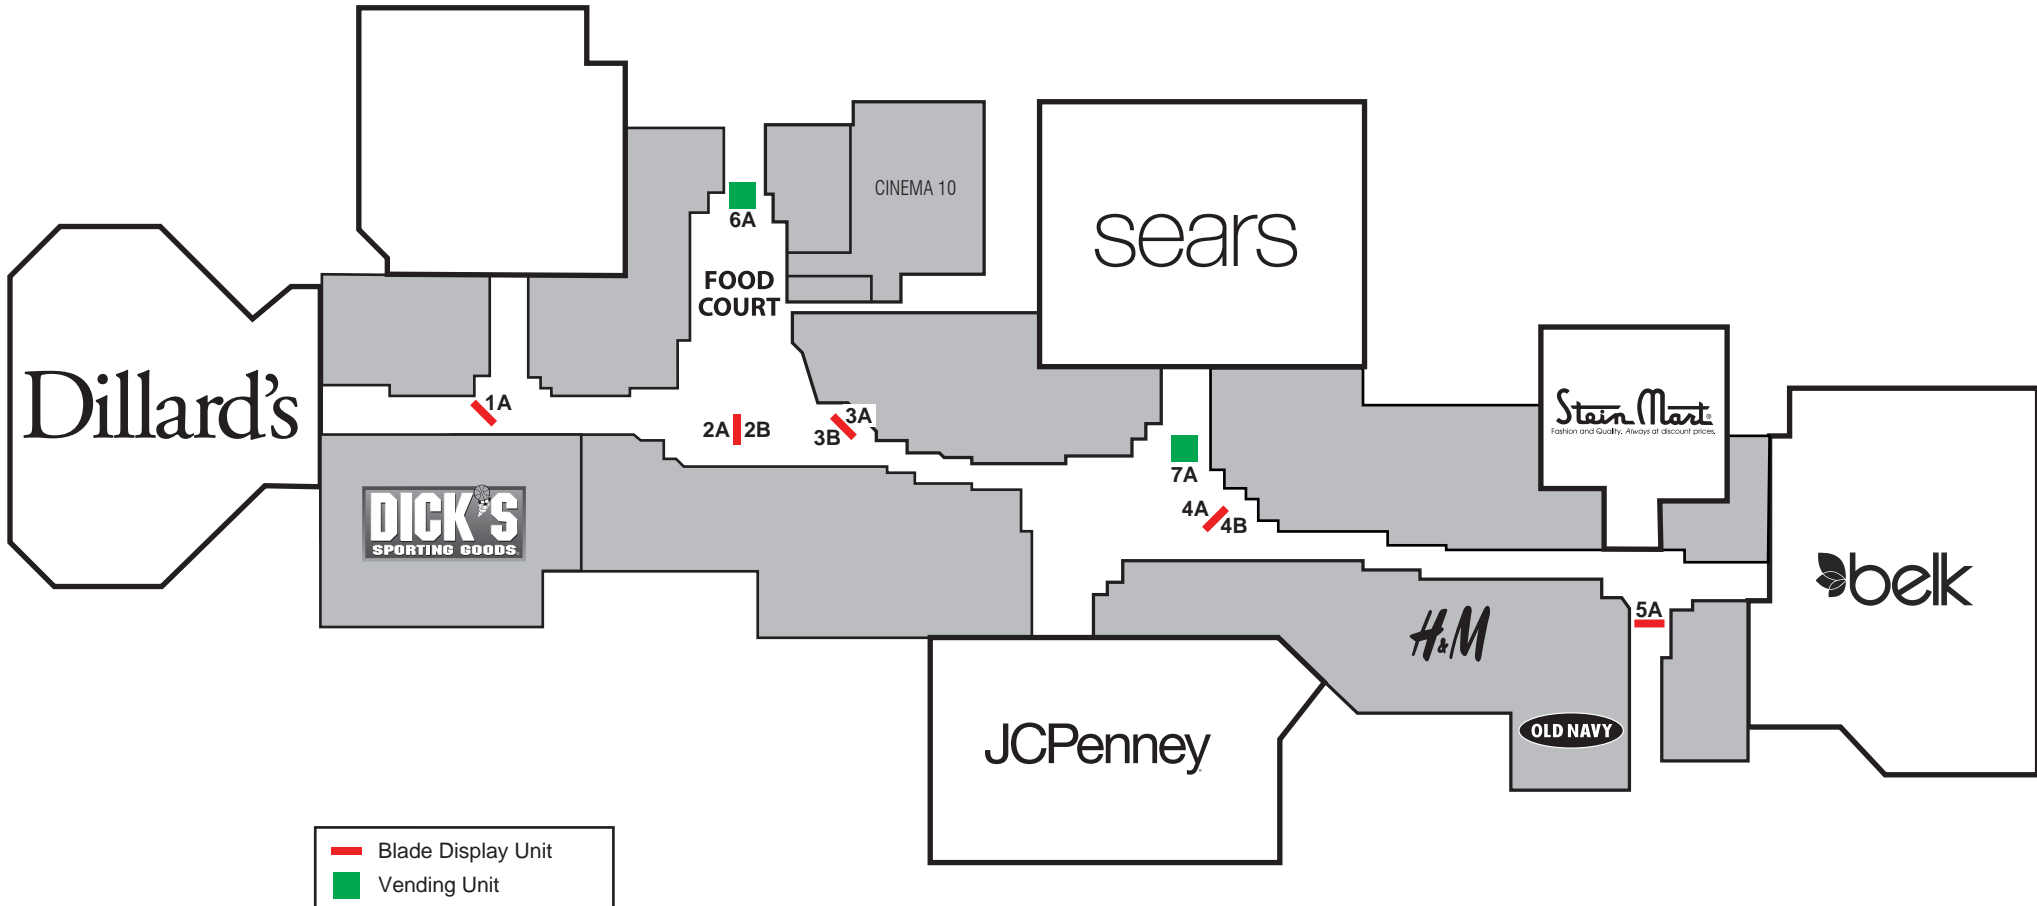 CINEMA 10
6A
sears
FOOD
COURT
Dillard's
1A
2A
2B
3A
3B
Stein Mart®
Fashion and Quality. Always at discount prices.
7A
4A
4B
DICK'S
SPORTING GOODS
belk
5A
H&M
OLD NAVY
JCPenney
Blade Display Unit
Vending Unit